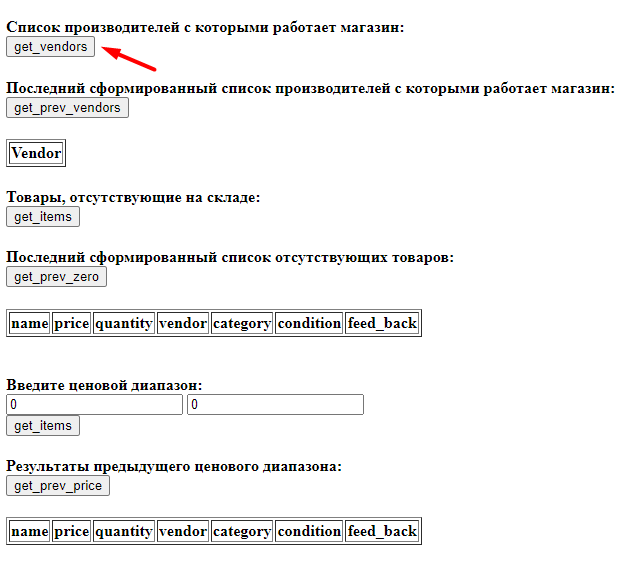 Список производителей с которыми работает магазин:
get_vendors
Последний сформированный список производителей с которыми работает магазин:
get_prev_vendors
Vendor
Товары, отсутствующие на складе:
get_items
Последний сформированный список отсутствующих товаров:
get_prev_zero
name price quantity vendor category condition feed_back
Введите ценовой диапазон:
0 0
get_items
Результаты предыдущего ценового диапазона:
get_prev_price
name price quantity vendor category condition feed_back